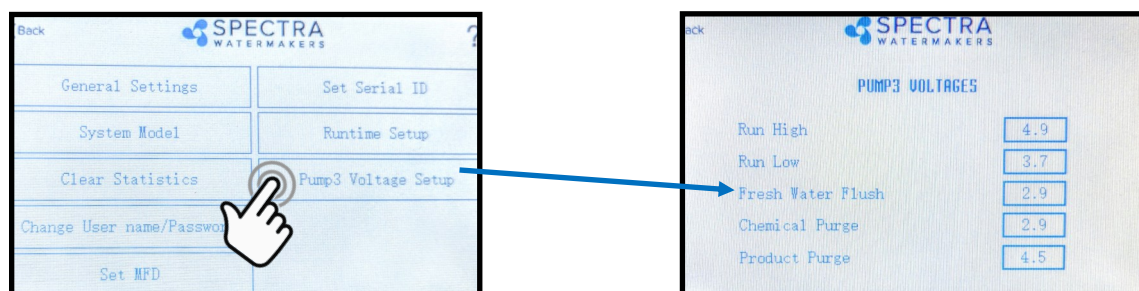 Back
SPECTRA
WATERMAKERS
?
General Settings
Set Serial ID
System Model
Runtime Setup
Clear Statistics
Pump3 Voltage Setup
Change User name/Passwor
Set MFD
ack
SPECTRA
WATERMAKERS
PUMP3 VOLTAGES
Run High 4.9
Run Low 3.7
Fresh Water Flush 2.9
Chemical Purge 2.9
Product Purge 4.5